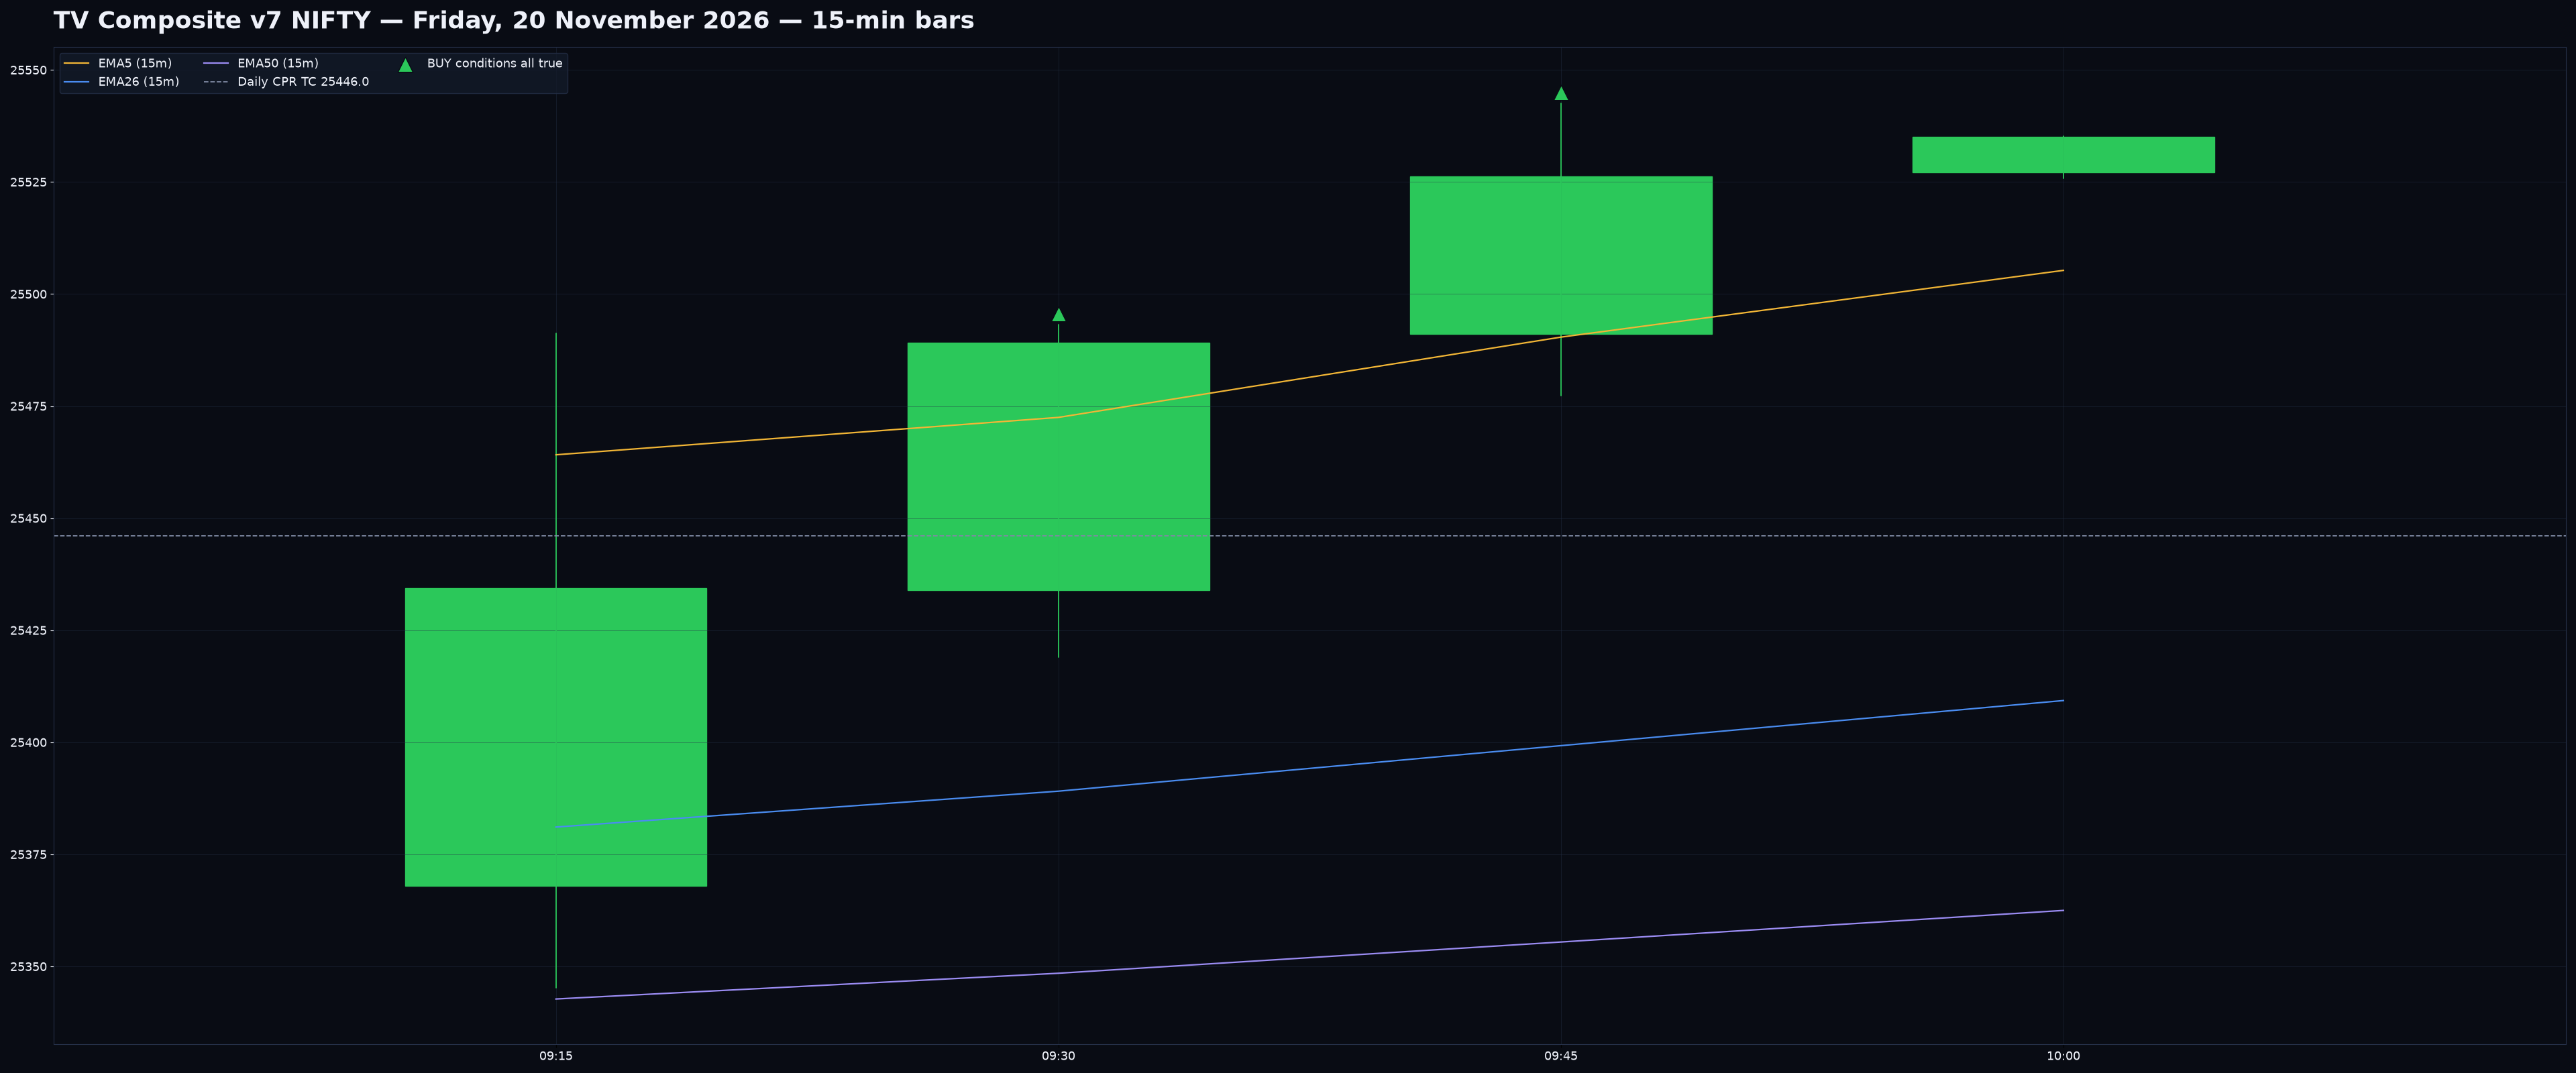 TV Composite v7 NIFTY — Friday, 20 November 2026 — 15-min bars
EMA5 (15m)
EMA26 (15m)
EMA50 (15m)
Daily CPR TC 25446.0
BUY conditions all true
25550
25525
25500
25475
25450
25425
25400
25375
25350
09:15
09:30
09:45
10:00